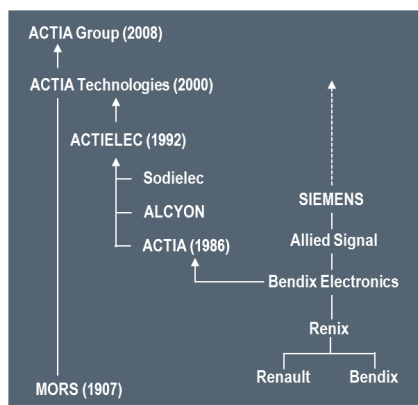 ACTIA Group (2008)
ACTIA Technologies (2000)
ACTIELEC (1992)
Sodielec
SIEMENS
ALCYON
Allied Signal
ACTIA (1986)
Bendix Electronics
Renix
Renault
Bendix
MORS (1907)